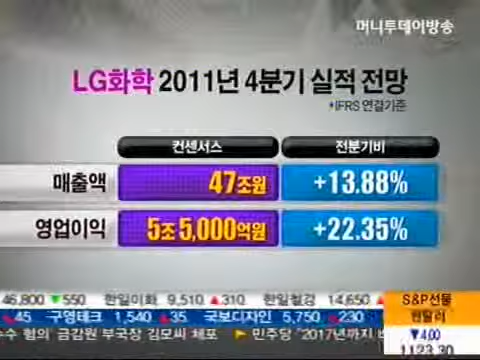 머니투데이방송
LG화학 2011년 4분기 실적 전망
*IFRS 연결기준
컨센서스 전분기비
매출액 47조원 +13.88%
영업이익 5조 5,000억원 +22.35%
46,800 ▼550 한일이화 9,510 ▲310 한일철강 14,650 ▲
▲45 구영테크 1,540 ▲35 국보디자인 5,750 ▲230
수수 혐의' 금감원 부국장 김모씨 체포 ▶ 민주당 "2017년까지
S&P선물
원달러
▼4.00
1123.30